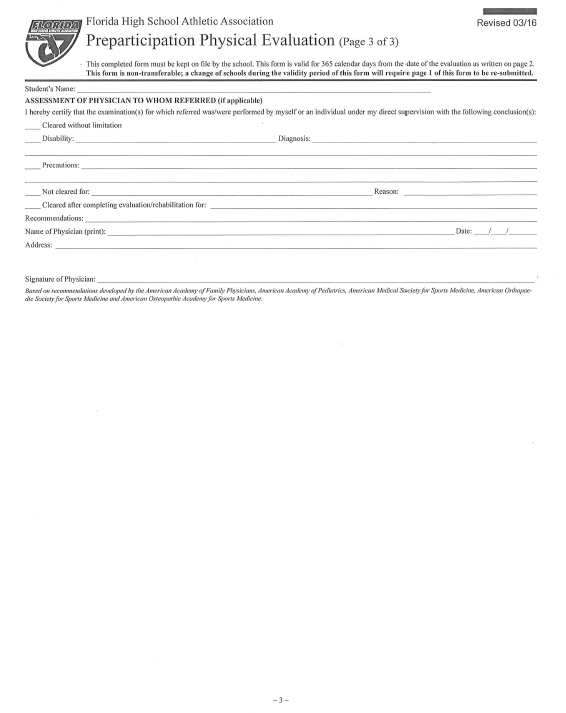 FLORIDA
HIGH SCHOOL ATHLETIC ASSOCIATION
Florida High School Athletic Association
Revised 03/16
Preparticipation Physical Evaluation (Page 3 of 3)
This completed form must be kept on file by the school. This form is valid for 365 calendar days from the date of the evaluation as written on page 2.
This form is non-transferable; a change of schools during the validity period of this form will require page 1 of this form to be re-submitted.
Student's Name:
ASSESSMENT OF PHYSICIAN TO WHOM REFERRED (if applicable)
I hereby certify that the examination(s) for which referred was/were performed by myself or an individual under my direct supervision with the following conclusion(s):
Cleared without limitation
Disability: Diagnosis:
Precautions:
Not cleared for: Reason:
Cleared after completing evaluation/rehabilitation for:
Recommendations:
Name of Physician (print): Date: / /
Address:
Signature of Physician:
Based on recommendations developed by the American Academy of Family Physicians, American Academy of Pediatrics, American Medical Society for Sports Medicine, American Orthopae-
dic Society for Sports Medicine and American Osteopathic Academy for Sports Medicine.
– 3 –